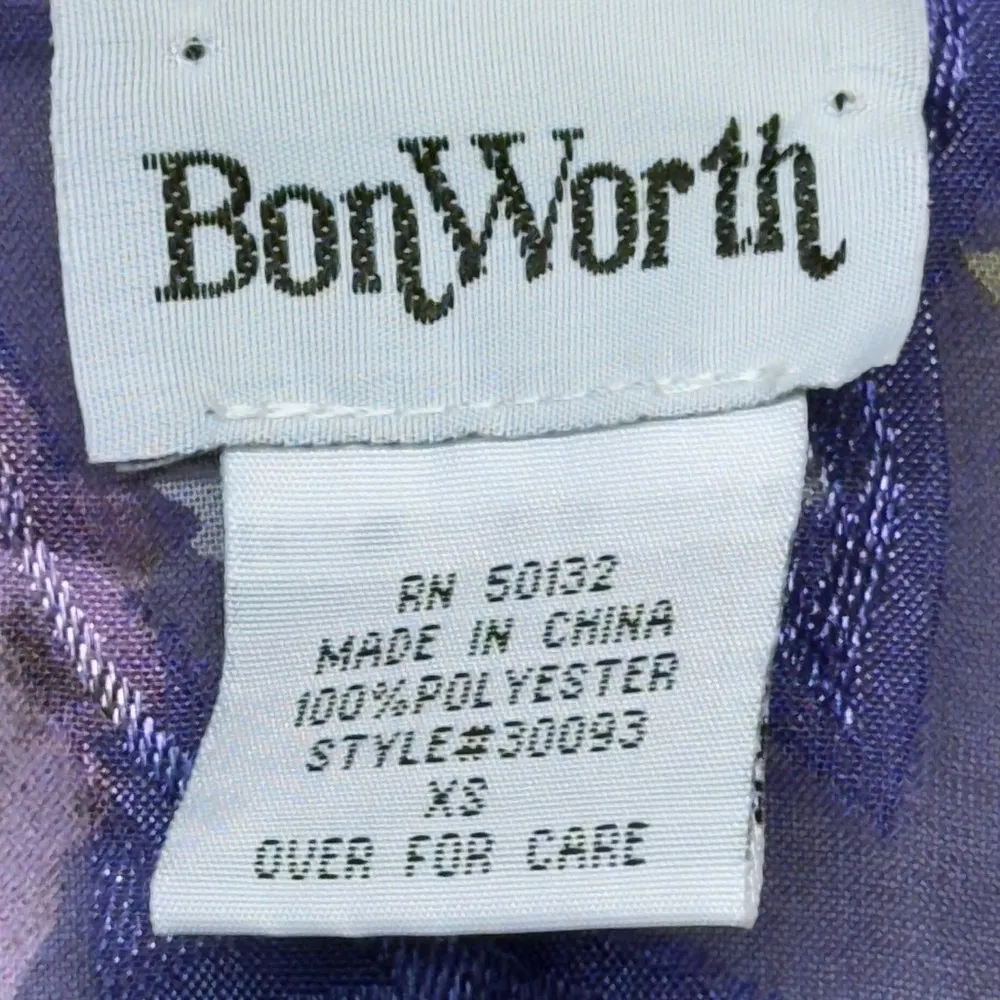 BonWorth
RN 50132
MADE IN CHINA
100%POLYESTER
STYLE#30093
XS
OVER FOR CARE